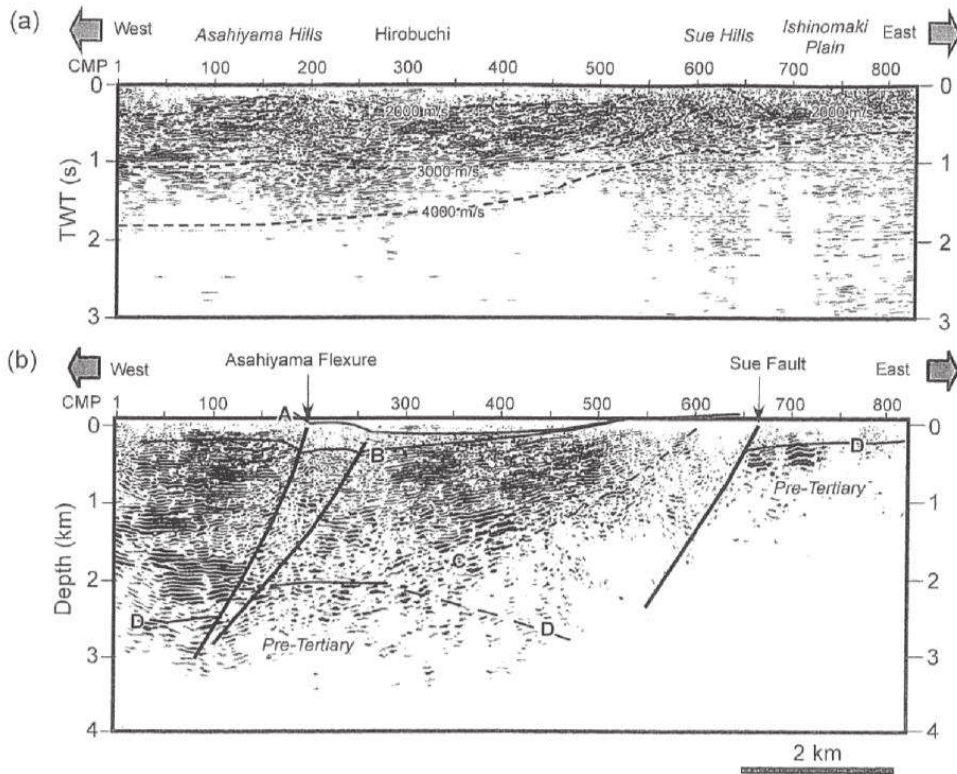 (a)
West Asahiyama Hills Hirobuchi Sue Hills Ishinomaki Plain East
CMP 1 100 200 300 400 500 600 700 800
0 2000 m/s 2000 m/s 0
1 3000 m/s 1
4000 m/s
2 2
3 3
TWT (s)
(b)
West Asahiyama Flexure Sue Fault East
CMP 1 100 A 300 400 500 600 700 800
0 B D 0
Pre-Tertiary
1 1
C
2 2
D D
Pre-Tertiary
3 3
4 4
Depth (km)
2 km